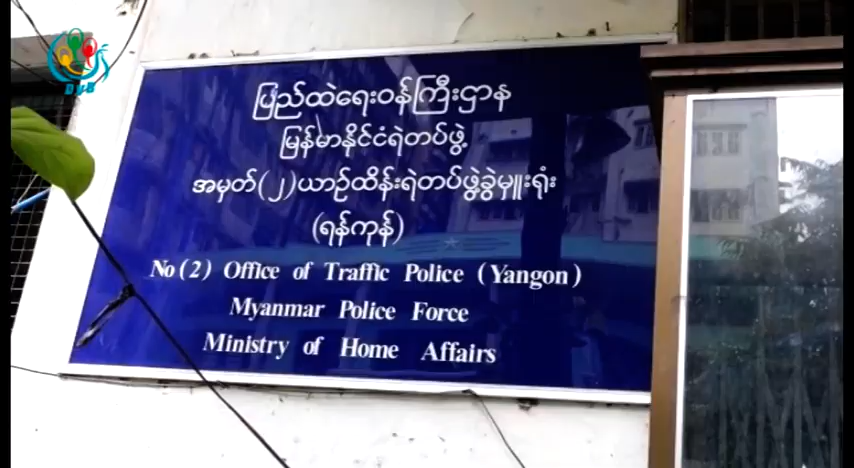 DVB
ပြည်ထဲရေးဝန်ကြီးဌာန
မြန်မာနိုင်ငံရဲတပ်ဖွဲ့
အမှတ်(၂)ယာဉ်ထိန်းရဲတပ်ဖွဲ့ခွဲမှူးရုံး
(ရန်ကုန်)
No(2) Office of Traffic Police (Yangon)
Myanmar Police Force
Ministry of Home Affairs